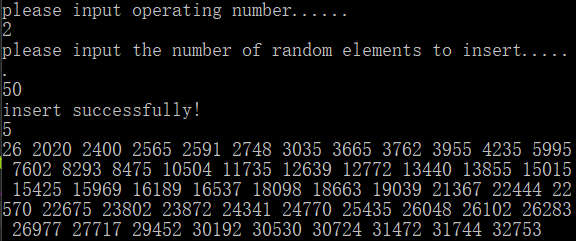 please input operating number......
2
please input the number of random elements to insert.....
.
50
insert successfully!
5
26 2020 2400 2565 2591 2748 3035 3665 3762 3955 4235 5995
7602 8293 8475 10504 11735 12639 12772 13440 13855 15015
15425 15969 16189 16537 18098 18663 19039 21367 22444 22
570 22675 23802 23872 24341 24770 25435 26048 26102 26283
26977 27717 29452 30192 30530 30724 31472 31744 32753